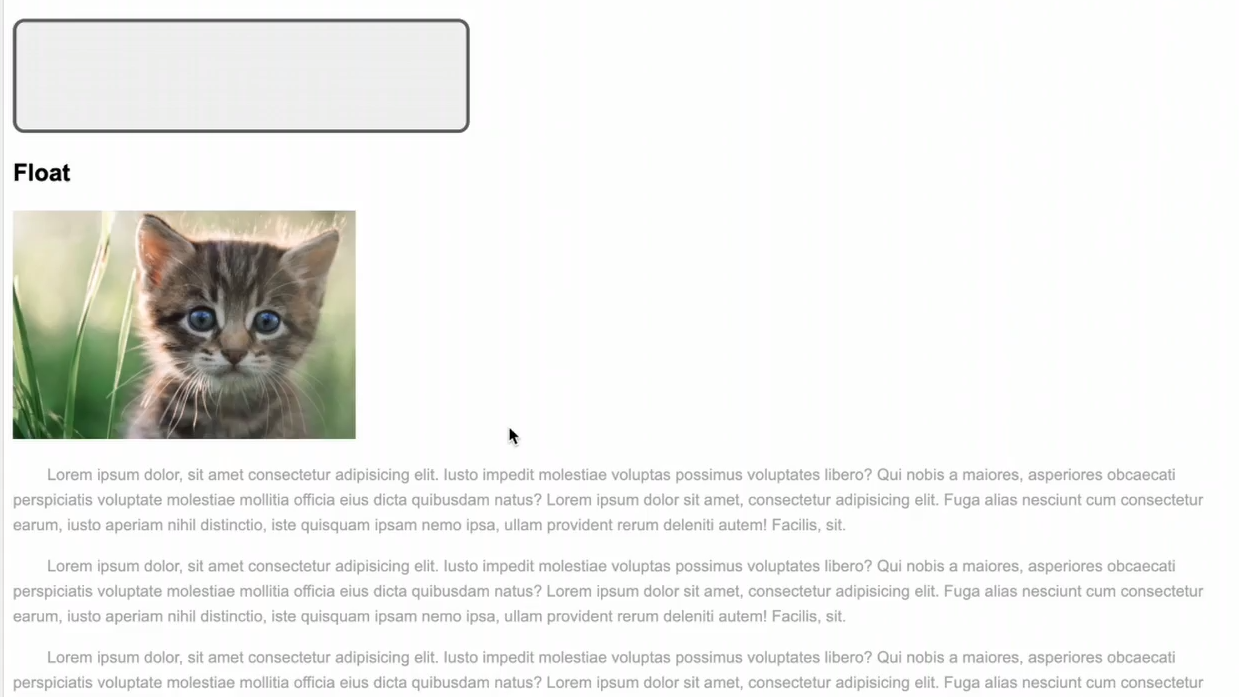 Float
Lorem ipsum dolor, sit amet consectetur adipisicing elit. Iusto impedit molestiae voluptas possimus voluptates libero? Qui nobis a maiores, asperiores obcaecati
perspiciatis voluptate molestiae mollitia officia eius dicta quibusdam natus? Lorem ipsum dolor sit amet, consectetur adipisicing elit. Fuga alias nesciunt cum consectetur
earum, iusto aperiam nihil distinctio, iste quisquam ipsam nemo ipsa, ullam provident rerum deleniti autem! Facilis, sit.
Lorem ipsum dolor, sit amet consectetur adipisicing elit. Iusto impedit molestiae voluptas possimus voluptates libero? Qui nobis a maiores, asperiores obcaecati
perspiciatis voluptate molestiae mollitia officia eius dicta quibusdam natus? Lorem ipsum dolor sit amet, consectetur adipisicing elit. Fuga alias nesciunt cum consectetur
earum, iusto aperiam nihil distinctio, iste quisquam ipsam nemo ipsa, ullam provident rerum deleniti autem! Facilis, sit.
Lorem ipsum dolor, sit amet consectetur adipisicing elit. Iusto impedit molestiae voluptas possimus voluptates libero? Qui nobis a maiores, asperiores obcaecati
perspiciatis voluptate molestiae mollitia officia eius dicta quibusdam natus? Lorem ipsum dolor sit amet, consectetur adipisicing elit. Fuga alias nesciunt cum consectetur